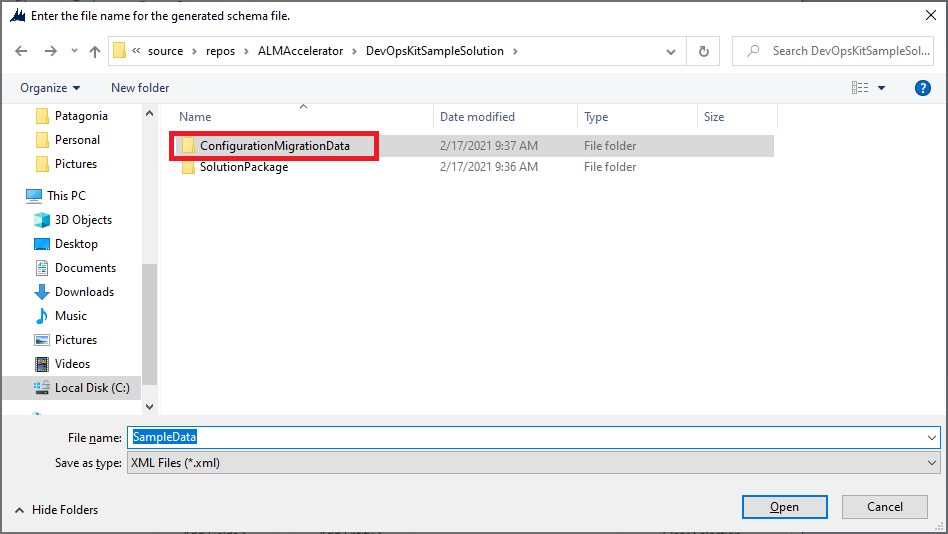 Enter the file name for the generated schema file.
« source › repos › ALMAccelerator › DevOpsKitSampleSolution ›
Search DevOpsKitSampleSol...
Organize
New folder
?
Name
Date modified
Type
Size
ConfigurationMigrationData 2/17/2021 9:37 AM File folder
SolutionPackage 2/17/2021 9:36 AM File folder
Patagonia
Personal
Pictures
This PC
3D Objects
Desktop
Documents
Downloads
Music
Pictures
Videos
Local Disk (C:)
File name: SampleData
Save as type: XML Files (*.xml)
Hide Folders
Open
Cancel